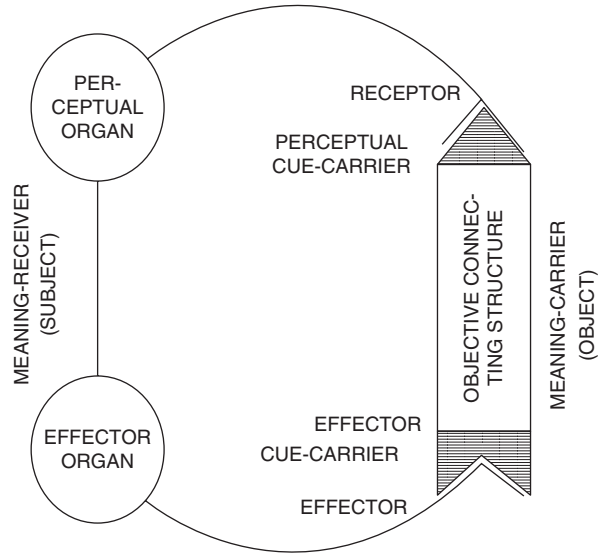 PER-
CEPTUAL
ORGAN
RECEPTOR
PERCEPTUAL
CUE-CARRIER
MEANING-RECEIVER
(SUBJECT)
OBJECTIVE CONNEC-
TING STRUCTURE
MEANING-CARRIER
(OBJECT)
EFFECTOR
ORGAN
EFFECTOR
CUE-CARRIER
EFFECTOR